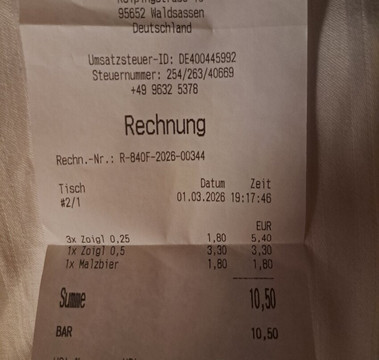 95652 Waldsassen
Deutschland
Umsatzsteuer-ID: DE400445992
Steuernummer: 254/263/40669
+49 9632 5378
Rechnung
Rechn.-Nr.: R-840F-2026-00344
Tisch Datum Zeit
#2/1 01.03.2026 19:17:46
EUR
3x Zoigl 0,25 1,80 5,40
1x Zoigl 0,5 3,30 3,30
1x Malzbier 1,80 1,80
Summe 10,50
BAR 10,50